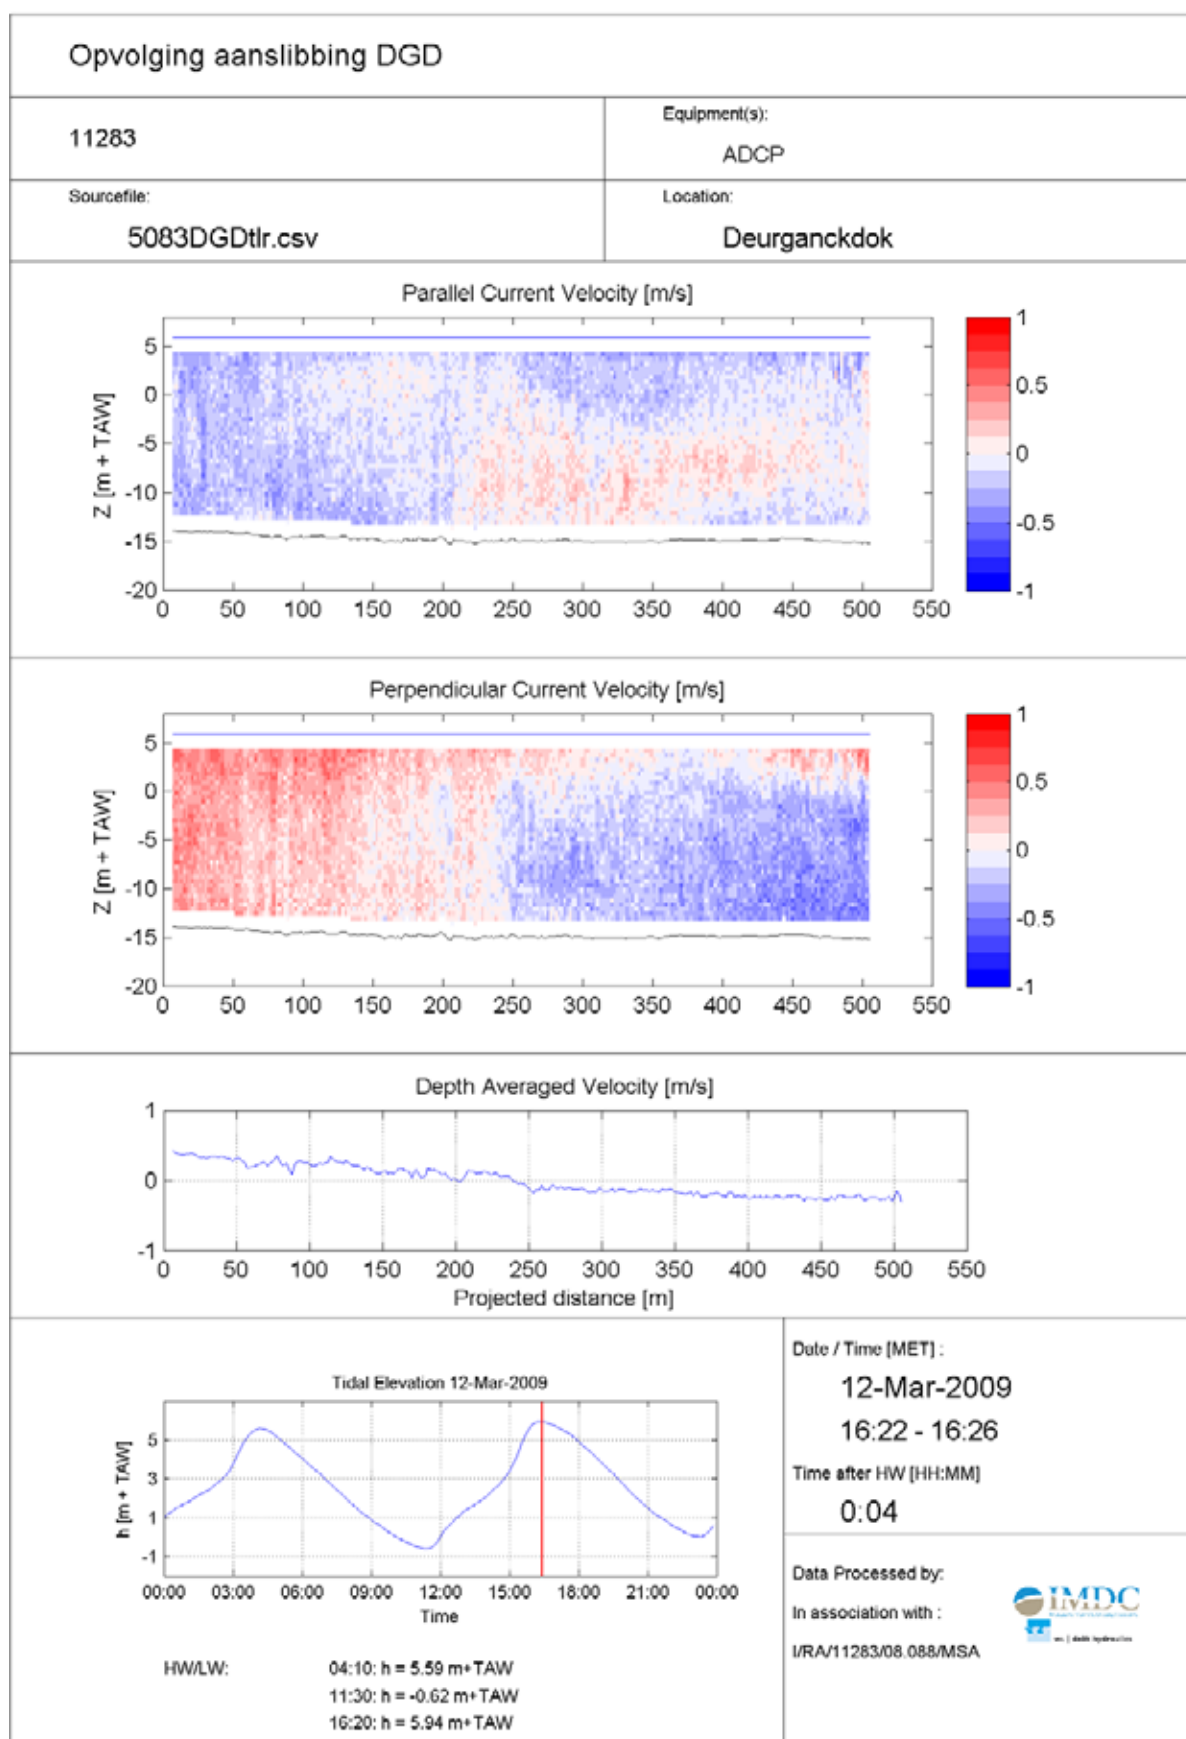 Opvolging aanslibbing DGD
11283
Equipment(s):
ADCP
Sourcefile:
5083DGDtlr.csv
Location:
Deurganckdok
Parallel Current Velocity [m/s]
Z [m + TAW]
5
0
-5
-10
-15
-20
0 50 100 150 200 250 300 350 400 450 500 550
1
0.5
0
-0.5
-1
Perpendicular Current Velocity [m/s]
Z [m + TAW]
5
0
-5
-10
-15
-20
0 50 100 150 200 250 300 350 400 450 500 550
1
0.5
0
-0.5
-1
Depth Averaged Velocity [m/s]
1
0
-1
0 50 100 150 200 250 300 350 400 450 500 550
Projected distance [m]
Tidal Elevation 12-Mar-2009
h [m + TAW]
5
3
1
-1
00:00 03:00 06:00 09:00 12:00 15:00 18:00 21:00 00:00
Time
HW/LW:
04:10: h = 5.59 m+TAW
11:30: h = -0.62 m+TAW
16:20: h = 5.94 m+TAW
Date / Time [MET] :
12-Mar-2009
16:22 - 16:26
Time after HW [HH:MM]
0:04
Data Processed by:
IMDC
In association with :
wl | delft hydraulics
I/RA/11283/08.088/MSA